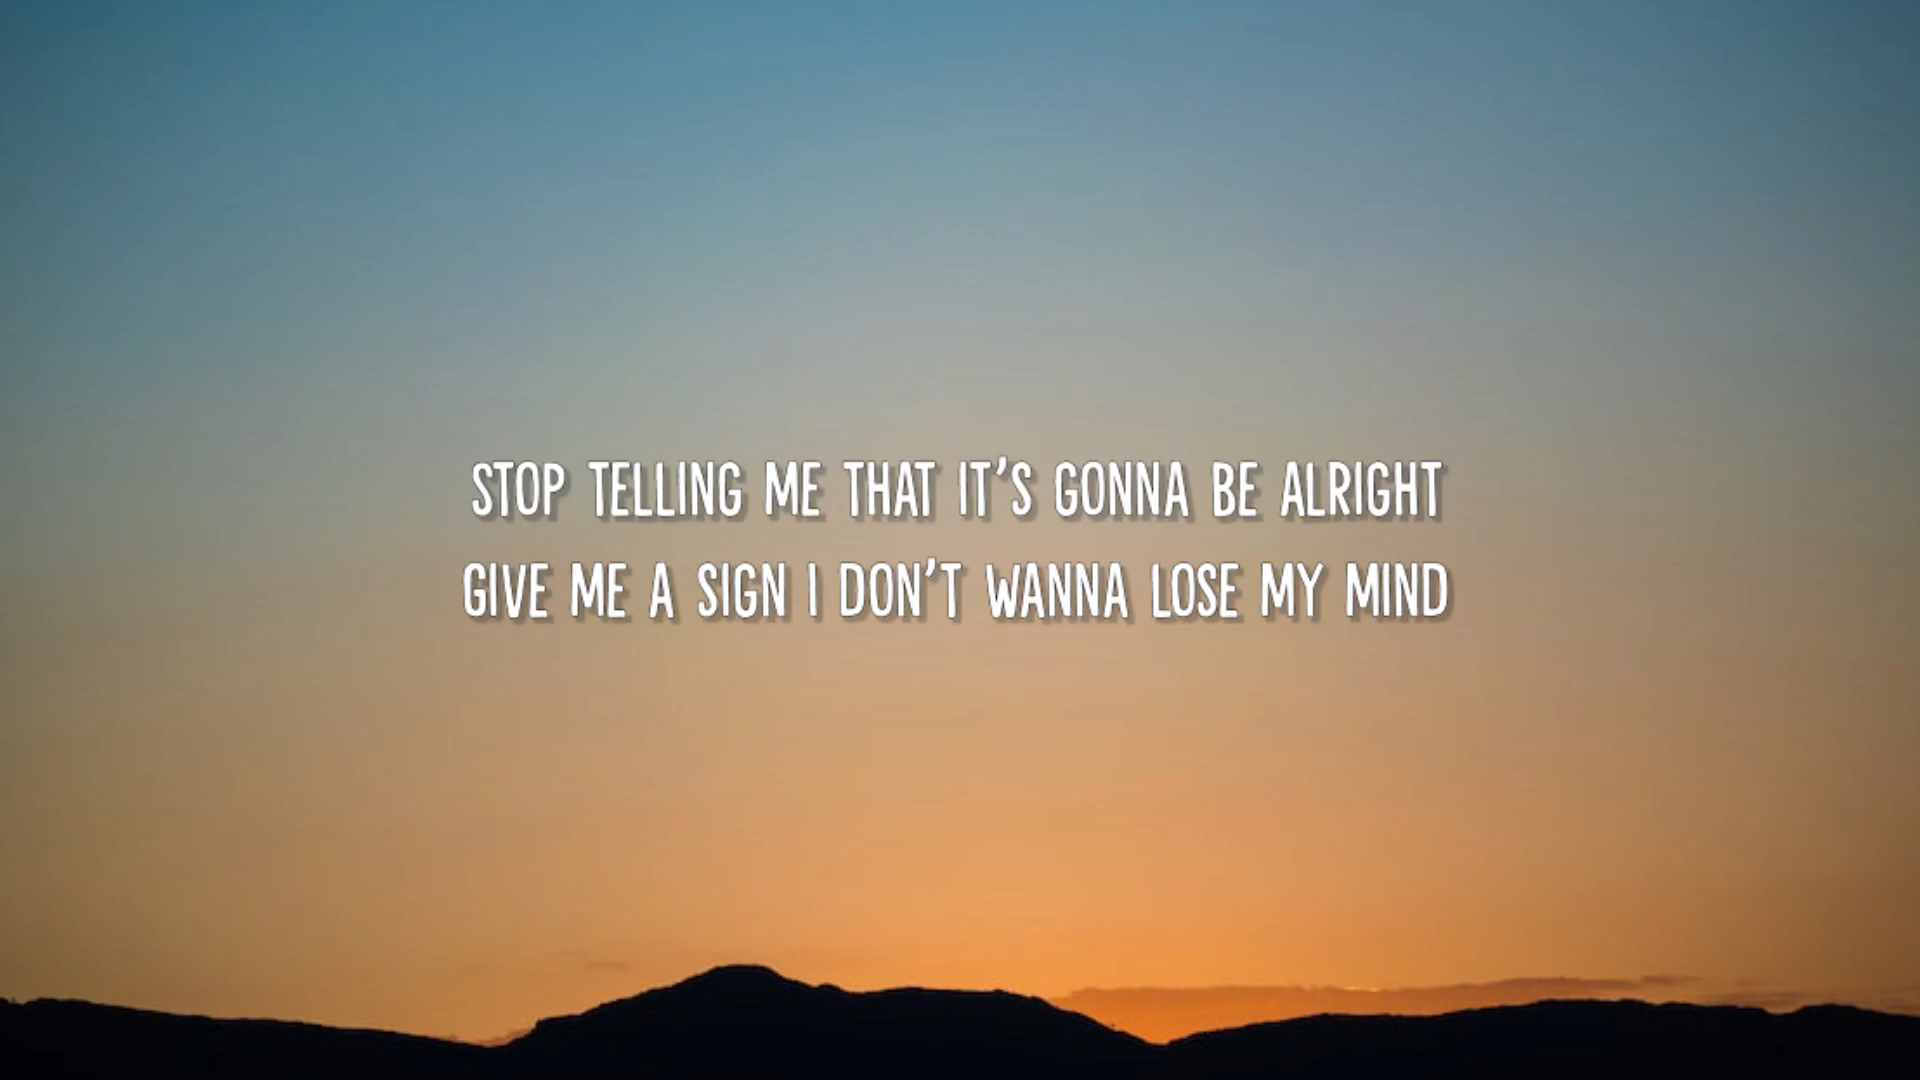 STOP TELLING ME THAT IT'S GONNA BE ALRIGHT
GIVE ME A SIGN I DON'T WANNA LOSE MY MIND